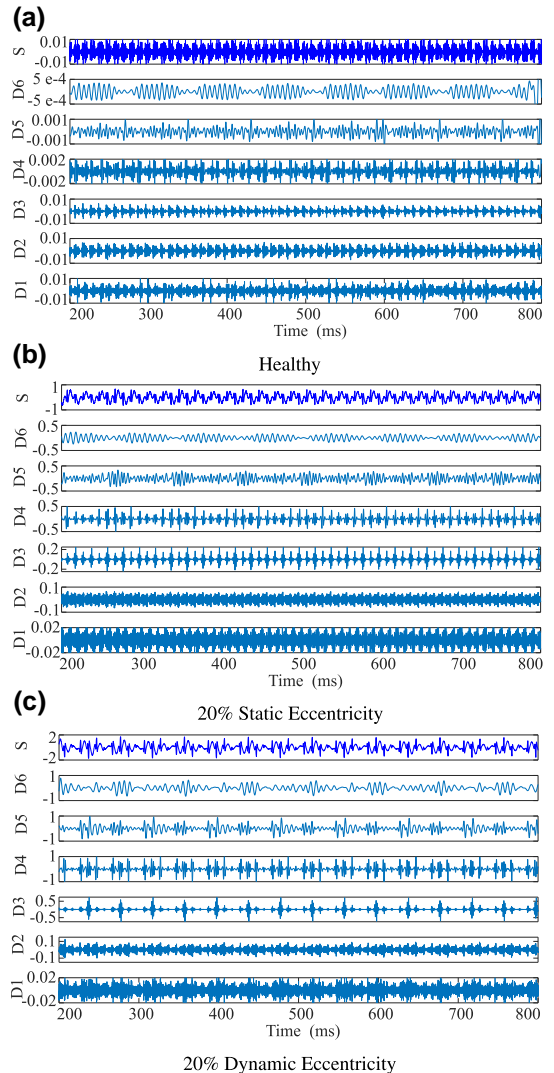 (a)
S
0.01
-0.01
D6
5 e-4
-5 e-4
D5
0.001
-0.001
D4
0.002
-0.002
D3
0.01
-0.01
D2
0.01
-0.01
D1
0.01
-0.01
200 300 400 500 600 700 800
Time (ms)
Healthy
(b)
S
1
-1
D6
0.5
-0.5
D5
0.5
-0.5
D4
0.5
-0.5
D3
0.2
-0.2
D2
0.1
-0.1
D1
0.02
-0.02
200 300 400 500 600 700 800
Time (ms)
20% Static Eccentricity
(c)
S
2
-2
D6
1
-1
D5
1
-1
D4
1
-1
D3
0.5
-0.5
D2
0.1
-0.1
D1
0.02
-0.02
200 300 400 500 600 700 800
Time (ms)
20% Dynamic Eccentricity